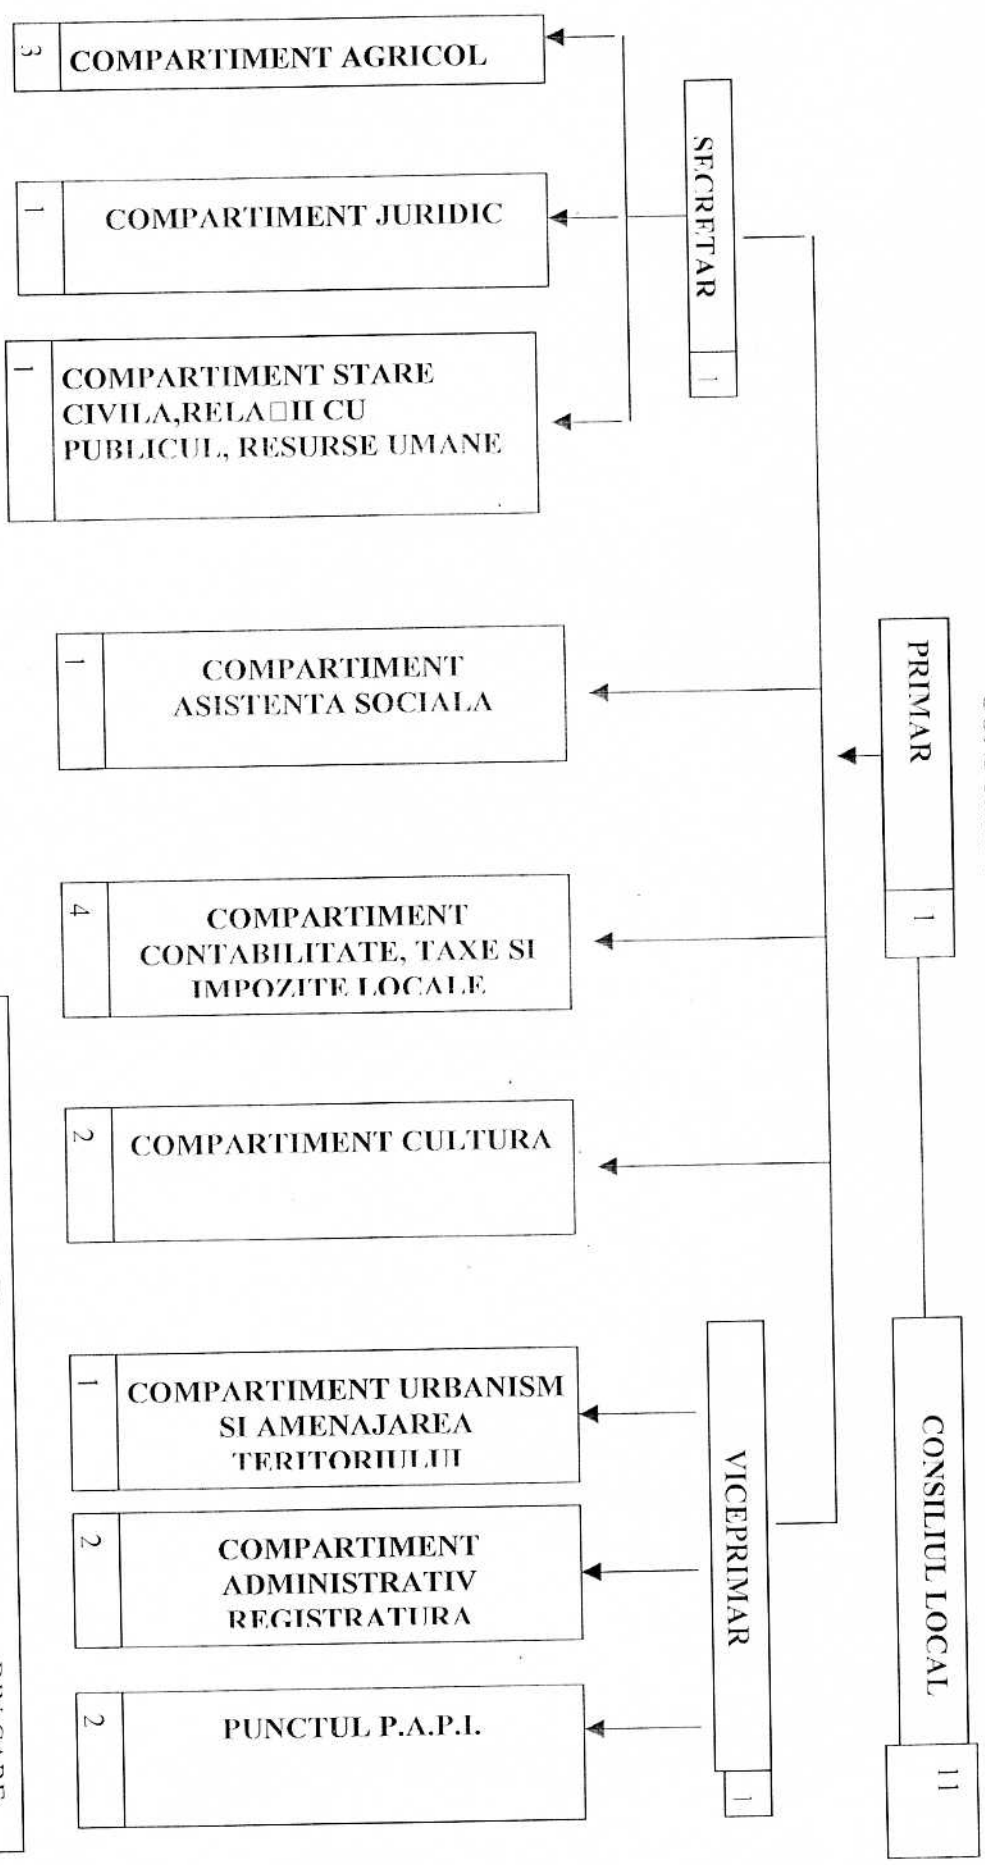 CONSILIUL LOCAL
11
PRIMAR
1
SECRETAR
1
VICEPRIMAR
1
COMPARTIMENT AGRICOL
3
COMPARTIMENT JURIDIC
1
COMPARTIMENT STARE
CIVILA,RELA□II CU
PUBLICUL, RESURSE UMANE
1
COMPARTIMENT
ASISTENTA SOCIALA
1
COMPARTIMENT
CONTABILITATE, TAXE SI
IMPOZITE LOCALE
4
COMPARTIMENT CULTURA
2
COMPARTIMENT URBANISM
SI AMENAJAREA
TERITORIULUI
1
COMPARTIMENT
ADMINISTRATIV
REGISTRATURA
2
PUNCTUL P.A.P.I.
2
DIN CARE